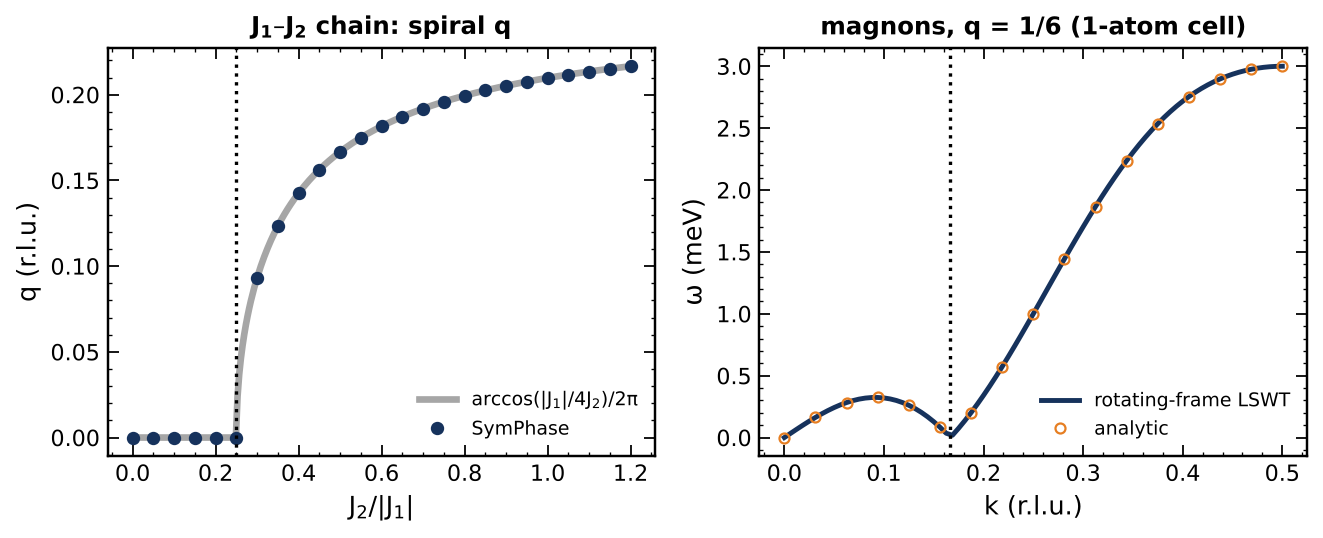 J₁–J₂ chain: spiral q
q (r.l.u.)
0.20
0.15
0.10
0.05
0.00
0.0 0.2 0.4 0.6 0.8 1.0 1.2
J₂/|J₁|
arccos(|J₁|/4J₂)/2π
SymPhase
magnons, q = 1/6 (1-atom cell)
ω (meV)
3.0
2.5
2.0
1.5
1.0
0.5
0.0
0.0 0.1 0.2 0.3 0.4 0.5
k (r.l.u.)
rotating-frame LSWT
analytic